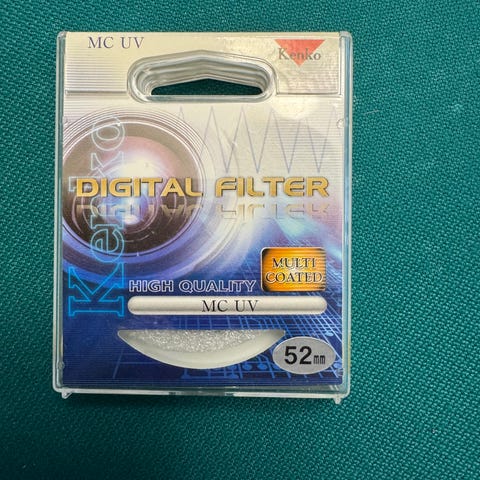 MC UV
Kenko
Kenko
DIGITAL FILTER
MULTI
COATED
HIGH QUALITY
MC UV
52mm